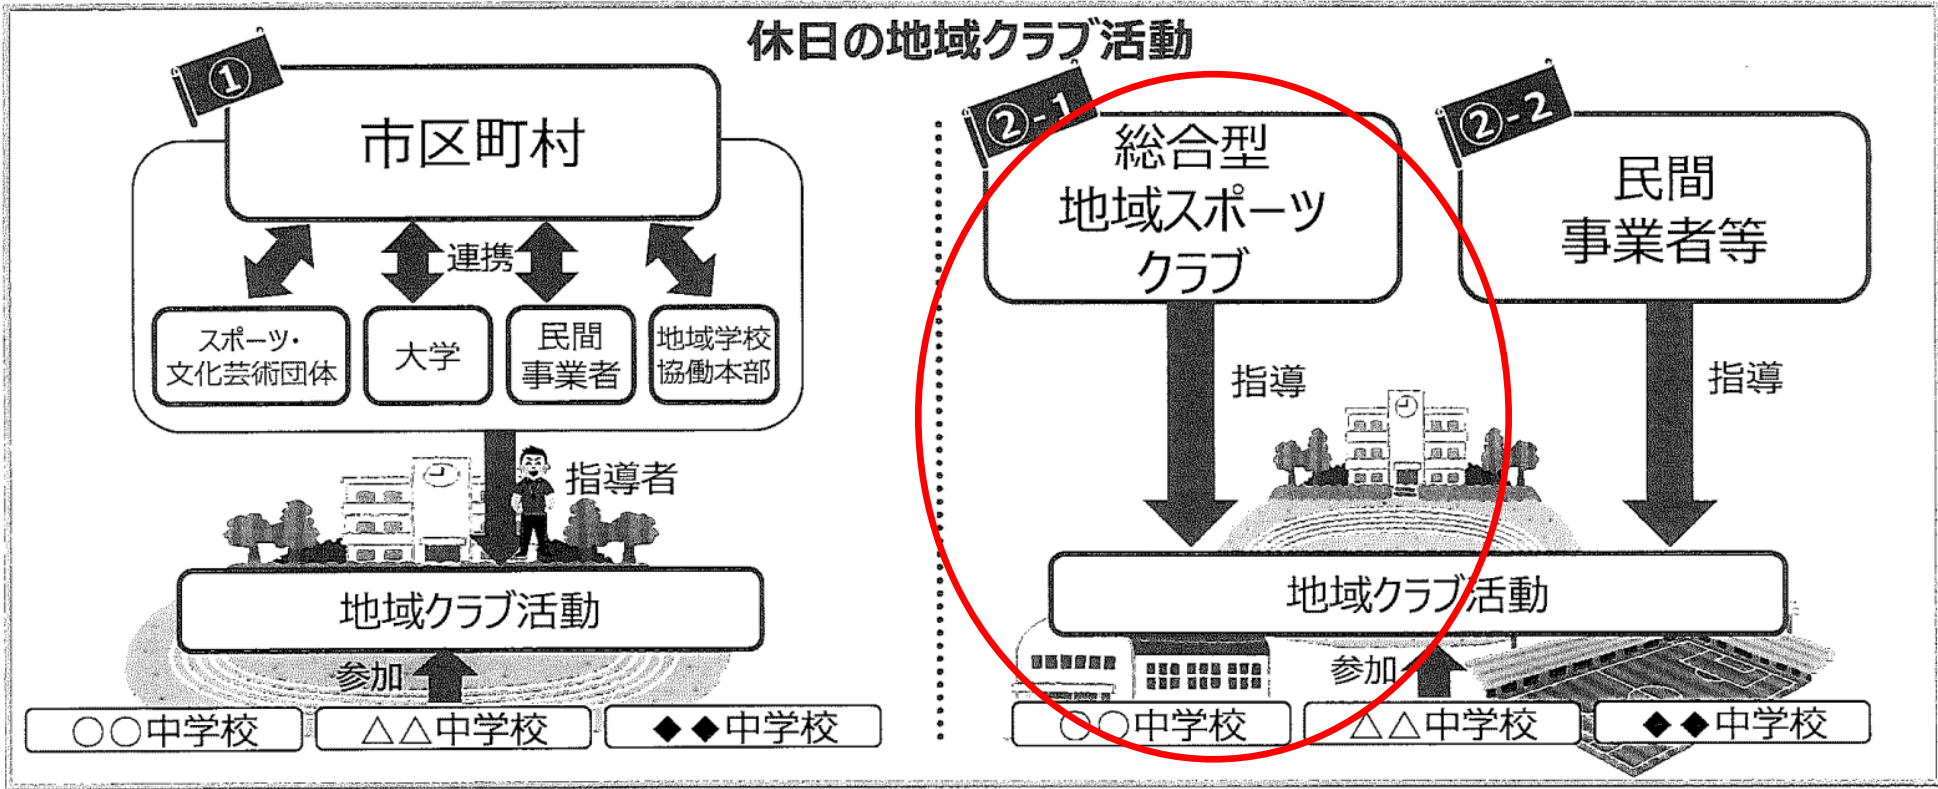 休日の地域クラブ活動
①
市区町村
連携
スポーツ・
文化芸術団体
大学
民間
事業者
地域学校
協働本部
指導者
地域クラブ活動
参加
○○中学校
△△中学校
◆◆中学校
②-1
総合型
地域スポーツ
クラブ
②-2
民間
事業者等
指導
指導
地域クラブ活動
参加
○○中学校
△△中学校
◆◆中学校